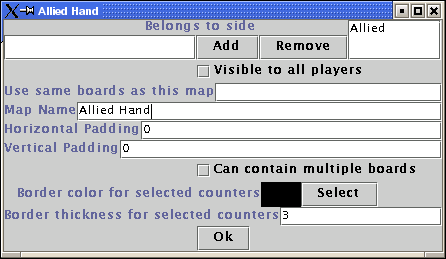 Allied Hand
Belongs to side
Allied
Add Remove
Visible to all players
Use same boards as this map
Map Name Allied Hand
Horizontal Padding 0
Vertical Padding 0
Can contain multiple boards
Border color for selected counters Select
Border thickness for selected counters 3
Ok